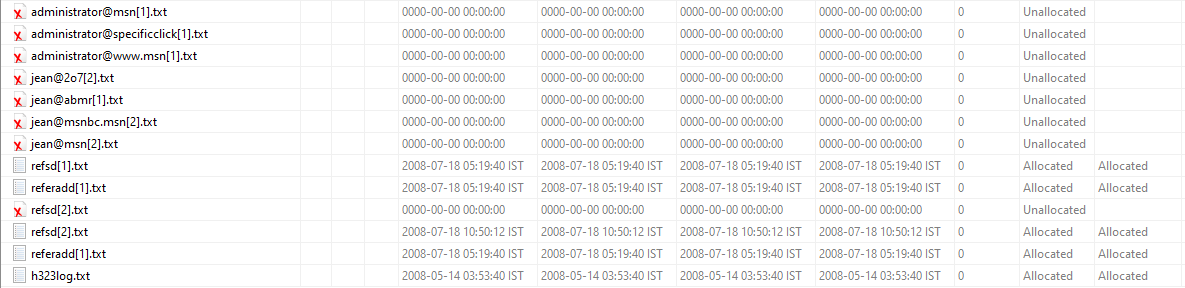 administrator@msn[1].txt 0000-00-00 00:00:00 0000-00-00 00:00:00 0000-00-00 00:00:00 0000-00-00 00:00:00 0 Unallocated
administrator@specificclick[1].txt 0000-00-00 00:00:00 0000-00-00 00:00:00 0000-00-00 00:00:00 0000-00-00 00:00:00 0 Unallocated
administrator@www.msn[1].txt 0000-00-00 00:00:00 0000-00-00 00:00:00 0000-00-00 00:00:00 0000-00-00 00:00:00 0 Unallocated
jean@2o7[2].txt 0000-00-00 00:00:00 0000-00-00 00:00:00 0000-00-00 00:00:00 0000-00-00 00:00:00 0 Unallocated
jean@abmr[1].txt 0000-00-00 00:00:00 0000-00-00 00:00:00 0000-00-00 00:00:00 0000-00-00 00:00:00 0 Unallocated
jean@msnbc.msn[2].txt 0000-00-00 00:00:00 0000-00-00 00:00:00 0000-00-00 00:00:00 0000-00-00 00:00:00 0 Unallocated
jean@msn[2].txt 0000-00-00 00:00:00 0000-00-00 00:00:00 0000-00-00 00:00:00 0000-00-00 00:00:00 0 Unallocated
refsd[1].txt 2008-07-18 05:19:40 IST 2008-07-18 05:19:40 IST 2008-07-18 05:19:40 IST 2008-07-18 05:19:40 IST 0 Allocated Allocated
referadd[1].txt 2008-07-18 05:19:40 IST 2008-07-18 05:19:40 IST 2008-07-18 05:19:40 IST 2008-07-18 05:19:40 IST 0 Allocated Allocated
refsd[2].txt 0000-00-00 00:00:00 0000-00-00 00:00:00 0000-00-00 00:00:00 0000-00-00 00:00:00 0 Unallocated
refsd[2].txt 2008-07-18 10:50:12 IST 2008-07-18 10:50:12 IST 2008-07-18 10:50:12 IST 2008-07-18 10:50:12 IST 0 Allocated Allocated
referadd[1].txt 2008-07-18 05:19:40 IST 2008-07-18 05:19:40 IST 2008-07-18 05:19:40 IST 2008-07-18 05:19:40 IST 0 Allocated Allocated
h323log.txt 2008-05-14 03:53:40 IST 2008-05-14 03:53:40 IST 2008-05-14 03:53:40 IST 2008-05-14 03:53:40 IST 0 Allocated Allocated